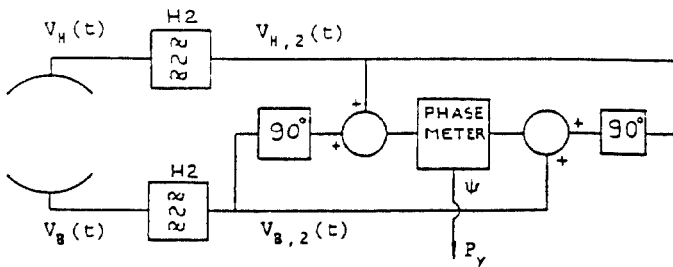 H2
V_H(t)
V_H,2(t)
+
90°
+
PHASE
METER
+
+
90°
H2
ψ
V_B(t)
V_B,2(t)
P_y